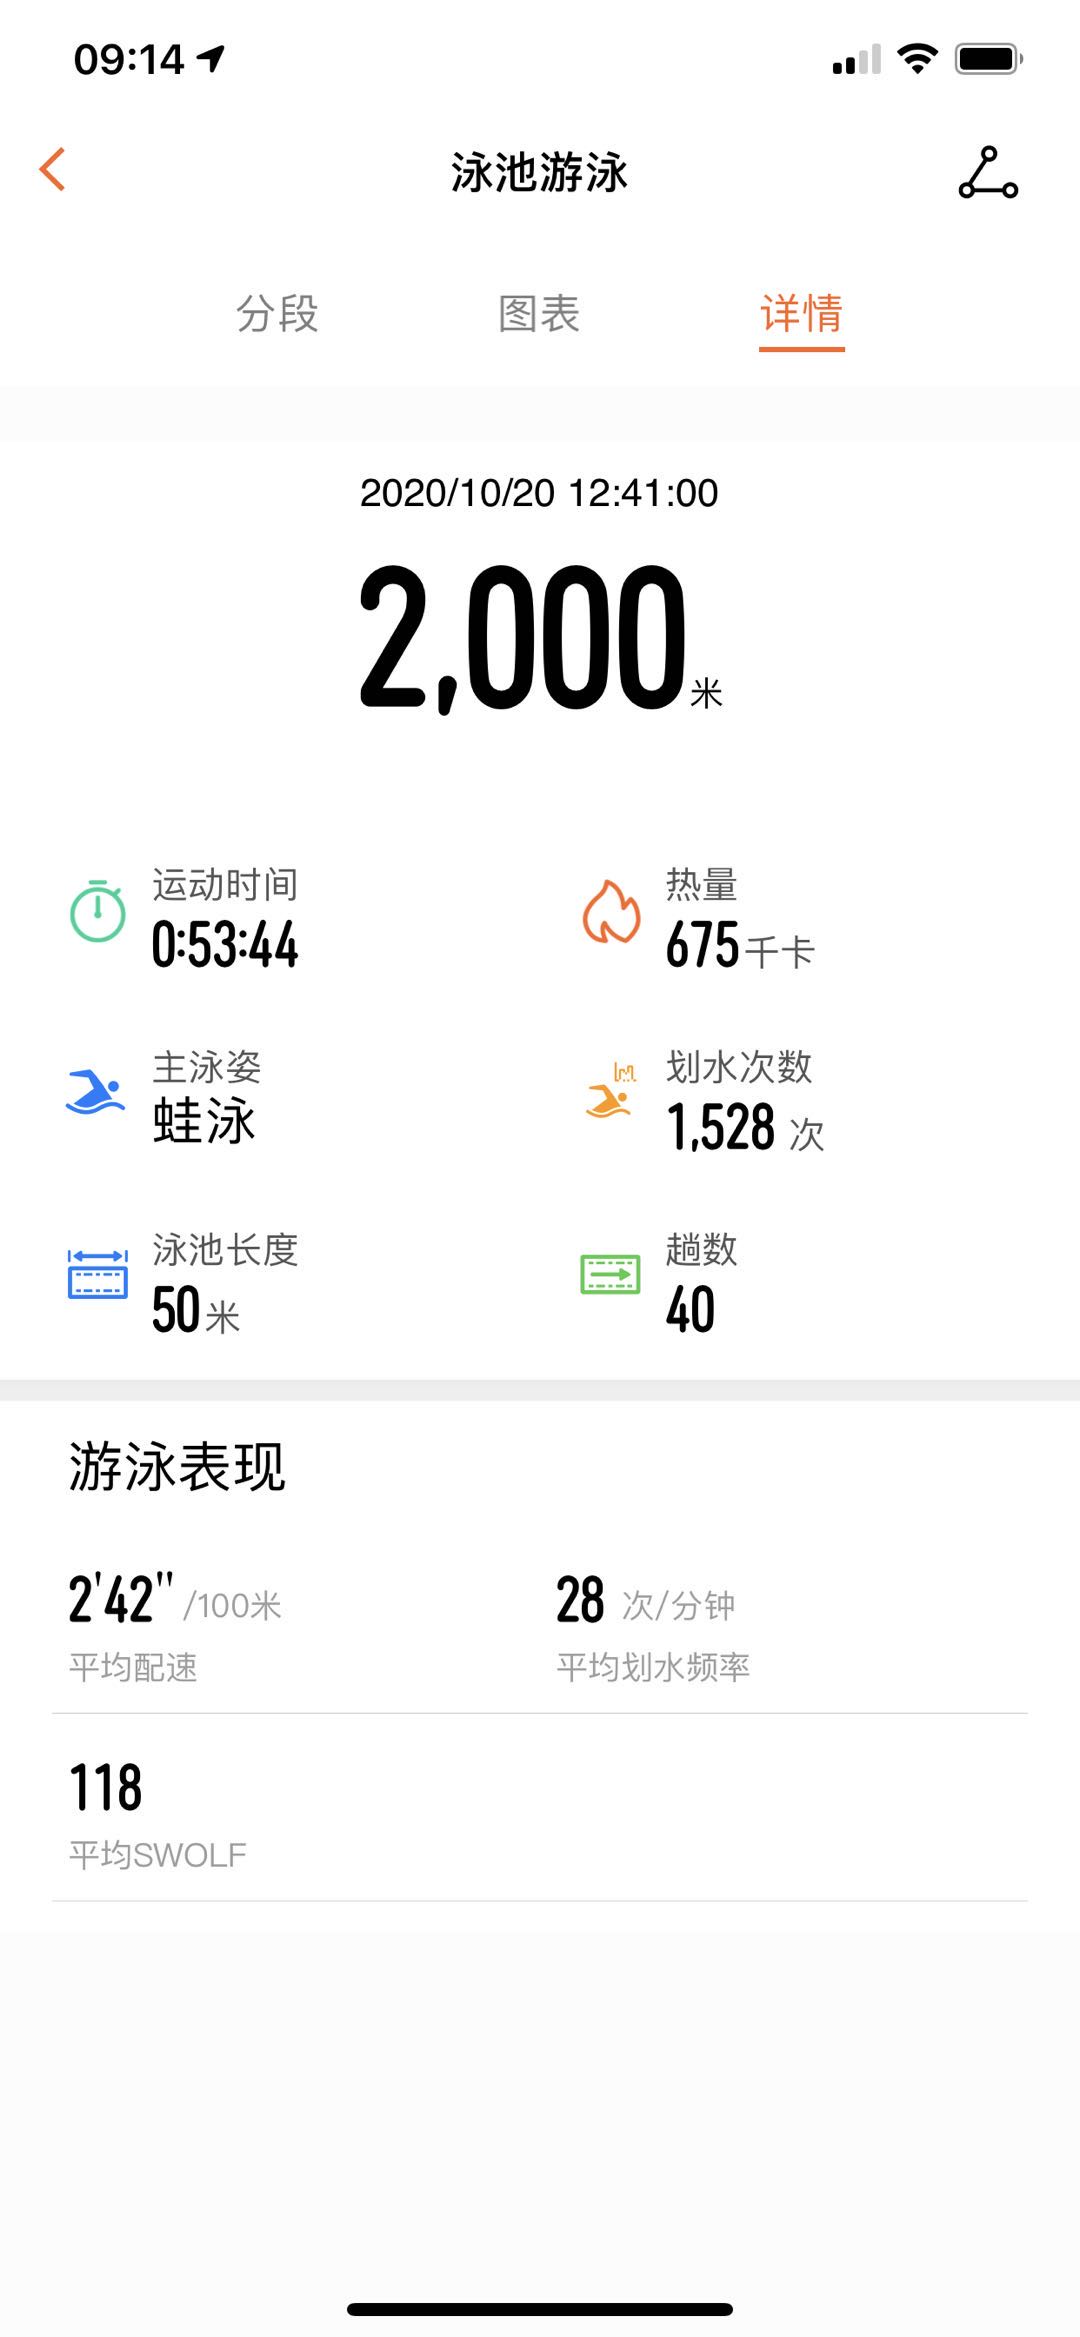 09:14
泳池游泳
分段 图表 详情
2020/10/20 12:41:00
2,000米
运动时间 热量
0:53:44 675千卡
主泳姿 划水次数
蛙泳 1,528 次
泳池长度 趟数
50米 40
游泳表现
2'42" /100米 28 次/分钟
平均配速 平均划水频率
118
平均SWOLF